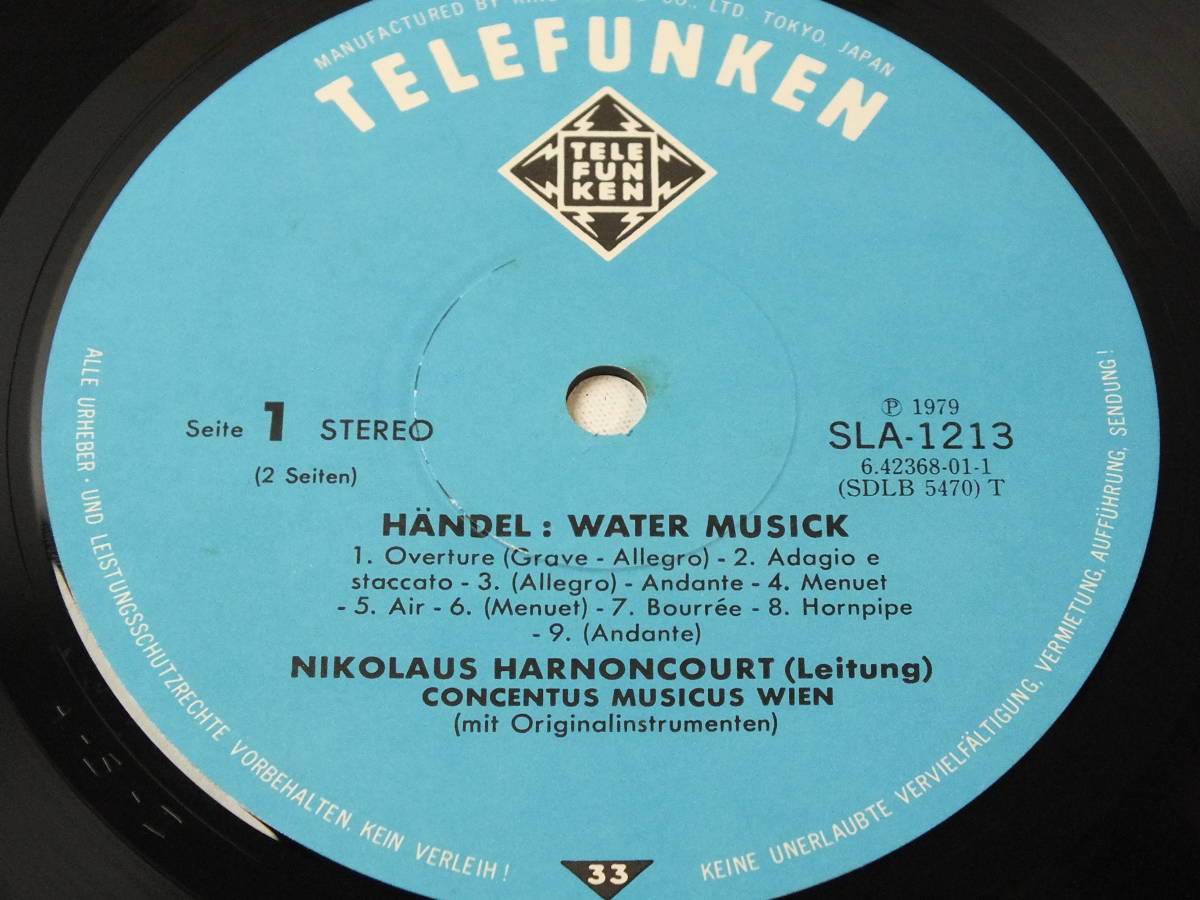 MANUFACTURED BY CO., LTD. TOKYO, JAPAN
TELEFUNKEN
TELE
FUN
KEN
Seite 1 STEREO
(2 Seiten)
℗ 1979
SLA-1213
6.42368-01-1
(SDLB 5470) T
HÄNDEL : WATER MUSICK
1. Overture (Grave - Allegro) - 2. Adagio e
staccato - 3. (Allegro) - Andante - 4. Menuet
- 5. Air - 6. (Menuet) - 7. Bourrée - 8. Hornpipe
- 9. (Andante)
NIKOLAUS HARNONCOURT (Leitung)
CONCENTUS MUSICUS WIEN
(mit Originalinstrumenten)
ALLE URHEBER - UND LEISTUNGSSCHUTZRECHTE VORBEHALTEN. KEIN VERLEIH!
KEINE UNERLAUBTE VERVIELFÄLTIGUNG, VERMIETUNG, AUFFÜHRUNG, SENDUNG!
33